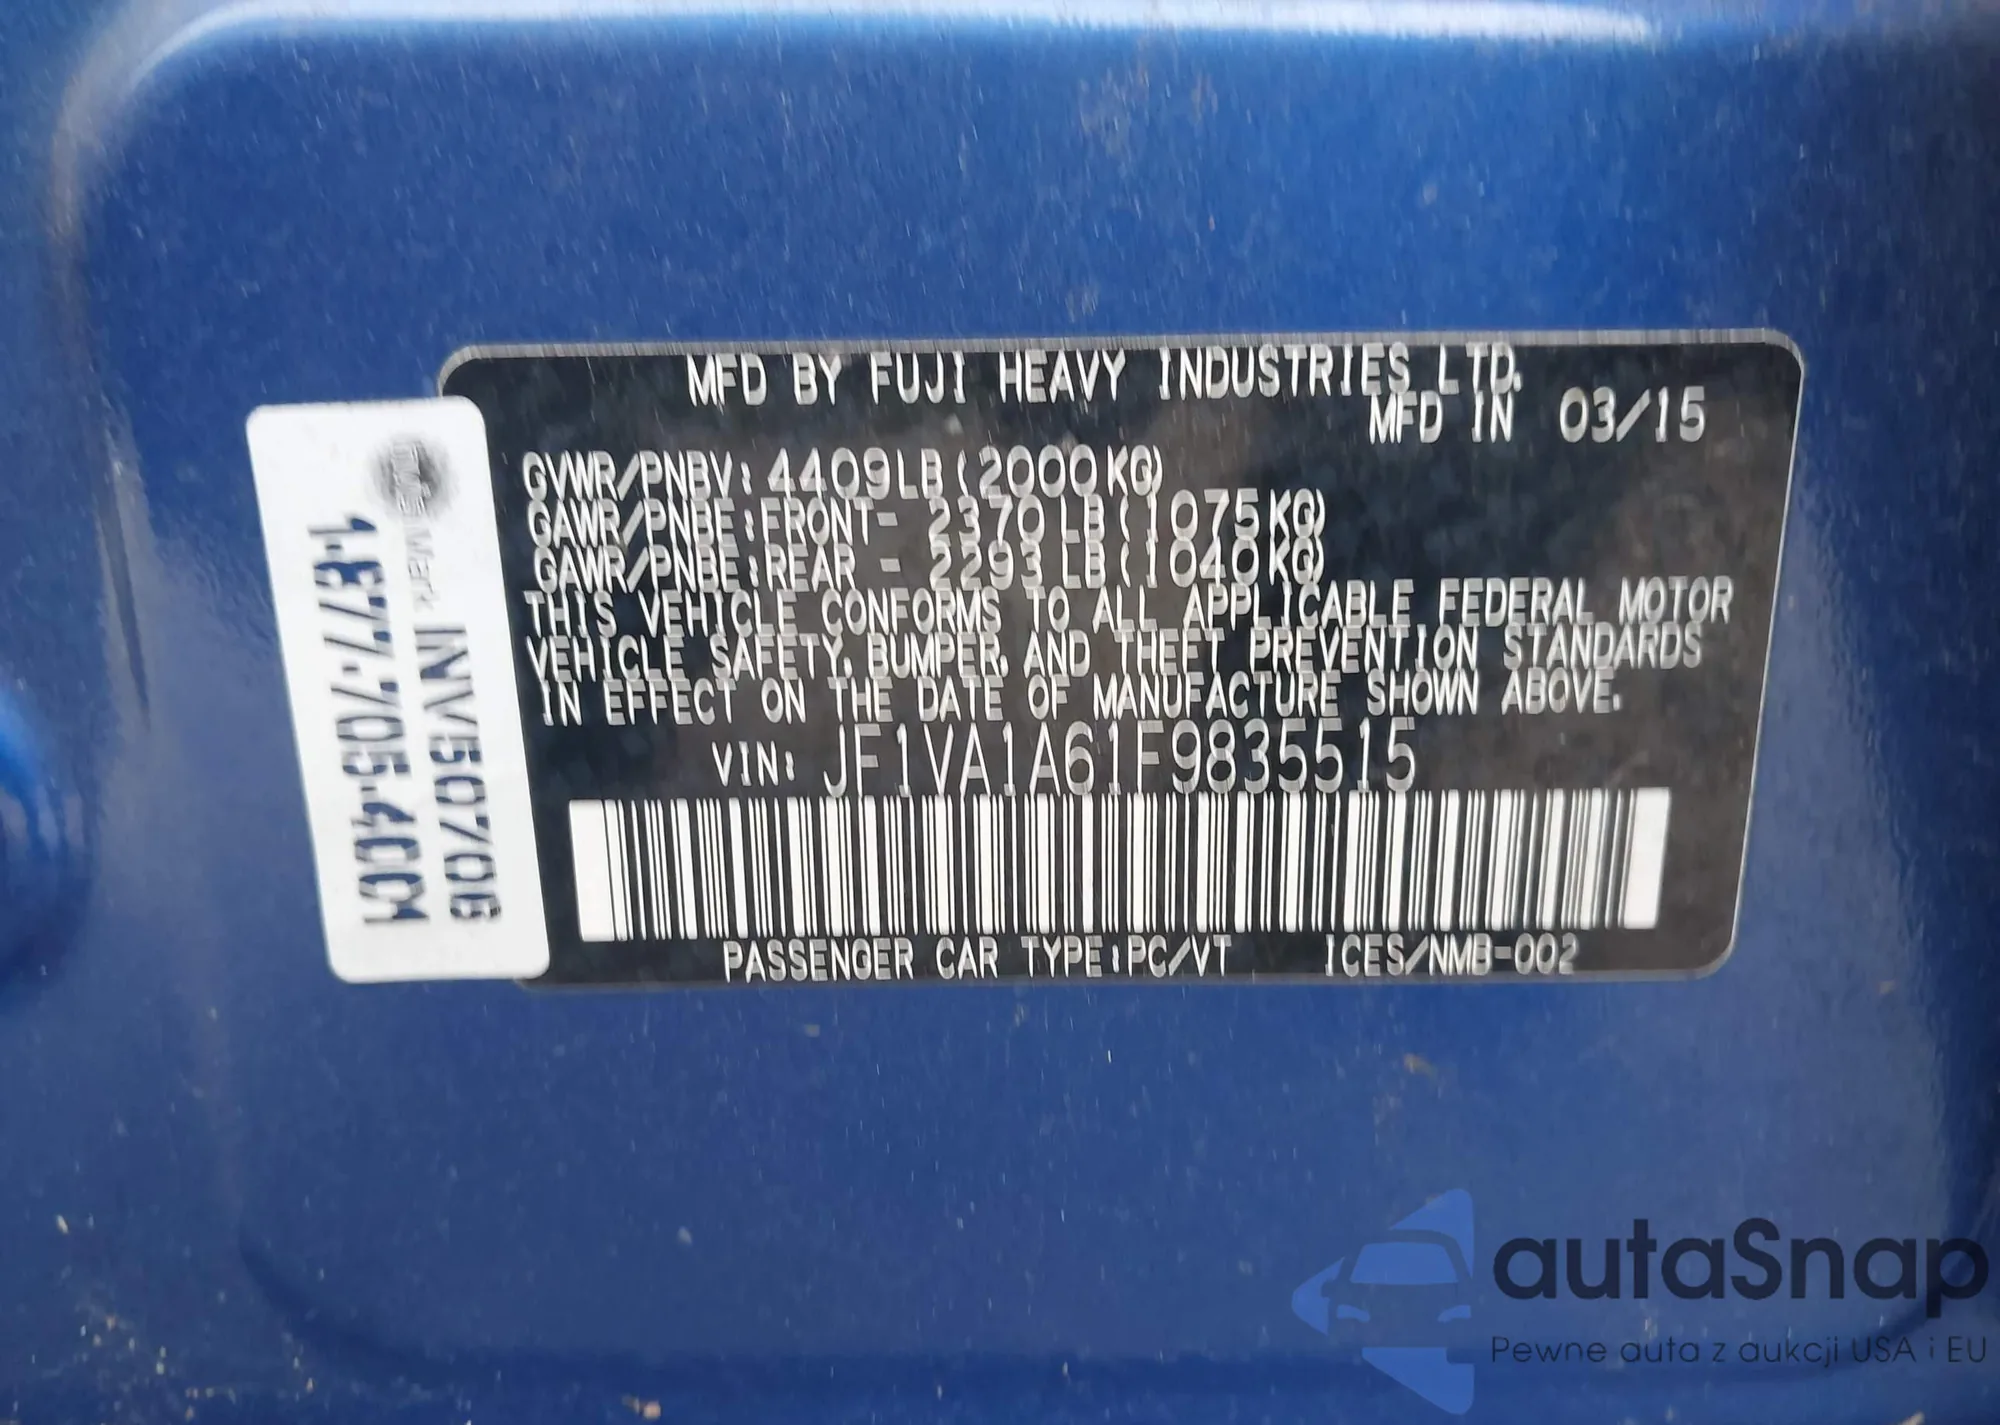 MFD BY FUJI HEAVY INDUSTRIES LTD.
MFD IN 03/15
GVWR/PNBV: 4409LB(2000KG)
GAWR/PNBE:FRONT- 2370LB(1075KG)
GAWR/PNBE:REAR - 2293LB(1040KG)
THIS VEHICLE CONFORMS TO ALL APPLICABLE FEDERAL MOTOR
VEHICLE SAFETY, BUMPER, AND THEFT PREVENTION STANDARDS
IN EFFECT ON THE DATE OF MANUFACTURE SHOWN ABOVE.
VIN: JF1VA1A61F9835515
PASSENGER CAR TYPE:PC/VT ICES/NMB-002
1.877.705.4001
autaSnap
Pewne auta z aukcji USA i EU